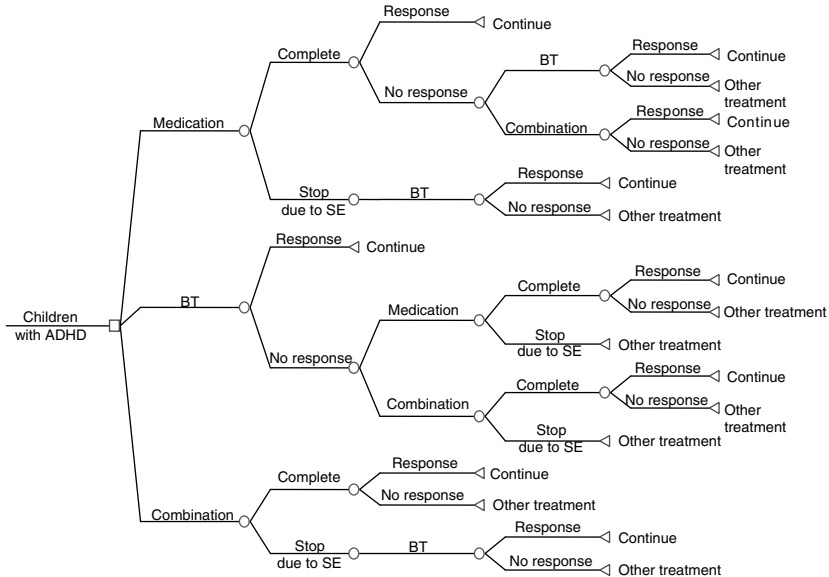 Response
Continue
Complete
Response
Continue
BT
No response
Other
treatment
No response
Response
Continue
Combination
No response
Other
treatment
Medication
Response
Continue
Stop
due to SE
BT
No response
Other treatment
Response
Continue
Response
Continue
Complete
No response
Other treatment
BT
Medication
Stop
due to SE
Other treatment
Children
with ADHD
No response
Response
Continue
Complete
No response
Other
treatment
Combination
Stop
due to SE
Other treatment
Response
Continue
Complete
No response
Other treatment
Combination
Response
Continue
Stop
due to SE
BT
No response
Other treatment